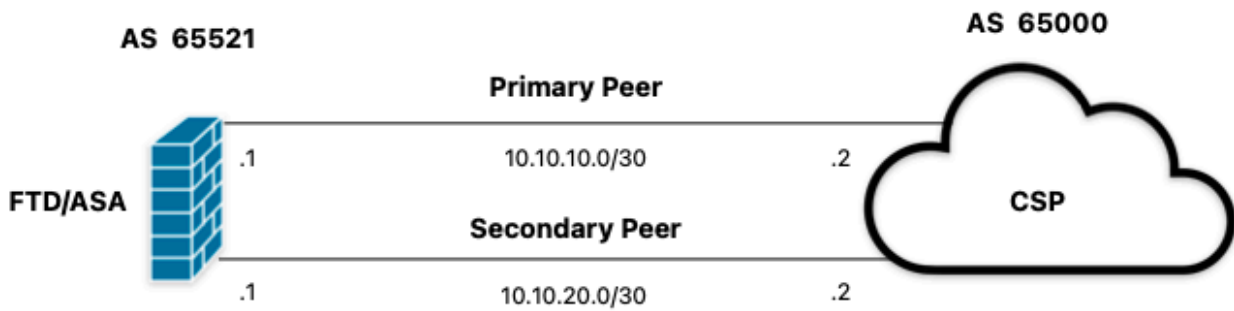 AS 65521
AS 65000
Primary Peer
.1
10.10.10.0/30
.2
FTD/ASA
CSP
Secondary Peer
.1
10.10.20.0/30
.2